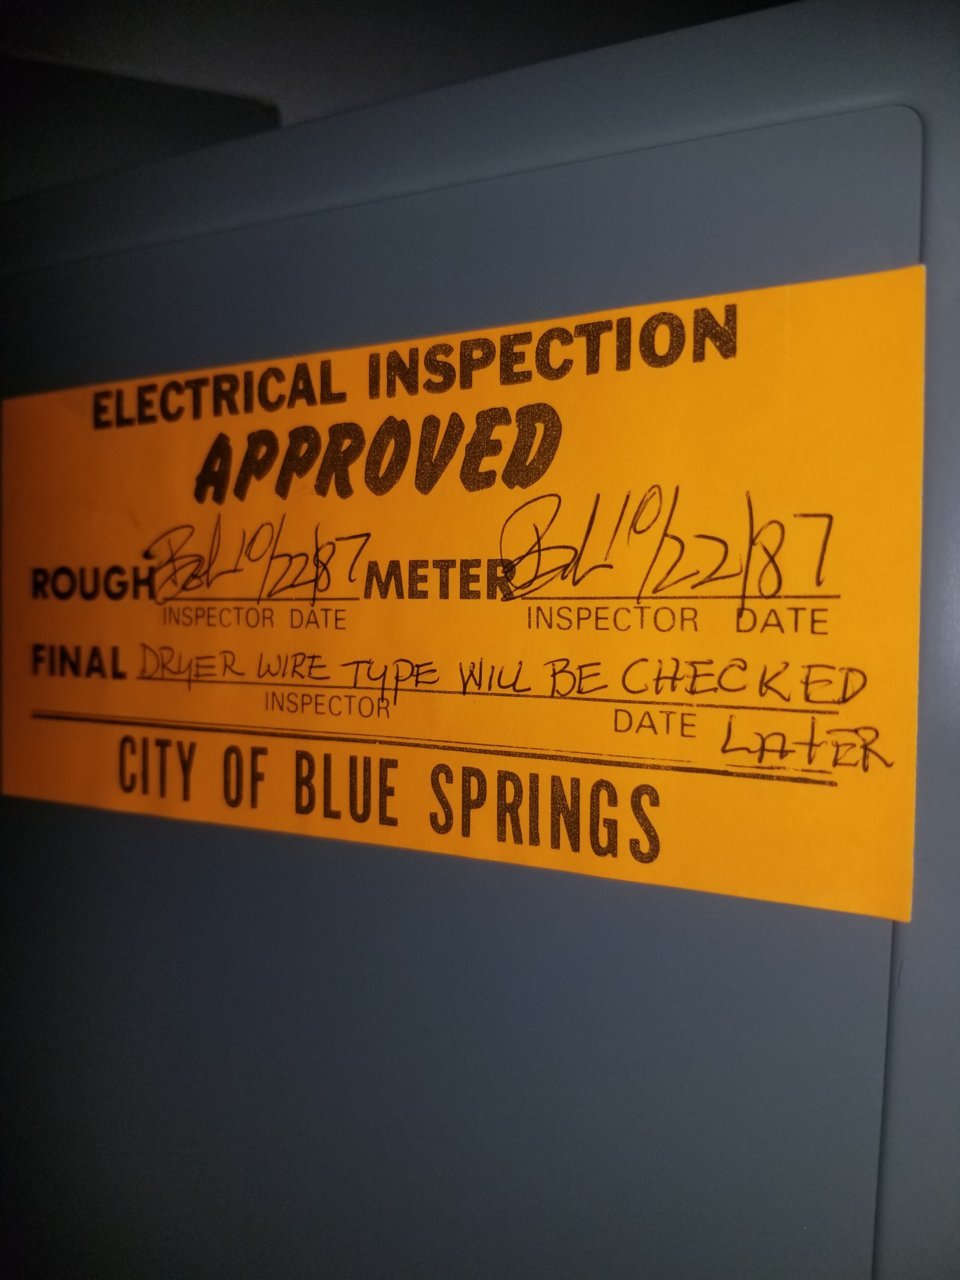 ELECTRICAL INSPECTION
APPROVED
ROUGH 10/22/87 METER 10/22/87
INSPECTOR DATE INSPECTOR DATE
FINAL DRYER WIRE TYPE WILL BE CHECKED
INSPECTOR DATE LATER
CITY OF BLUE SPRINGS